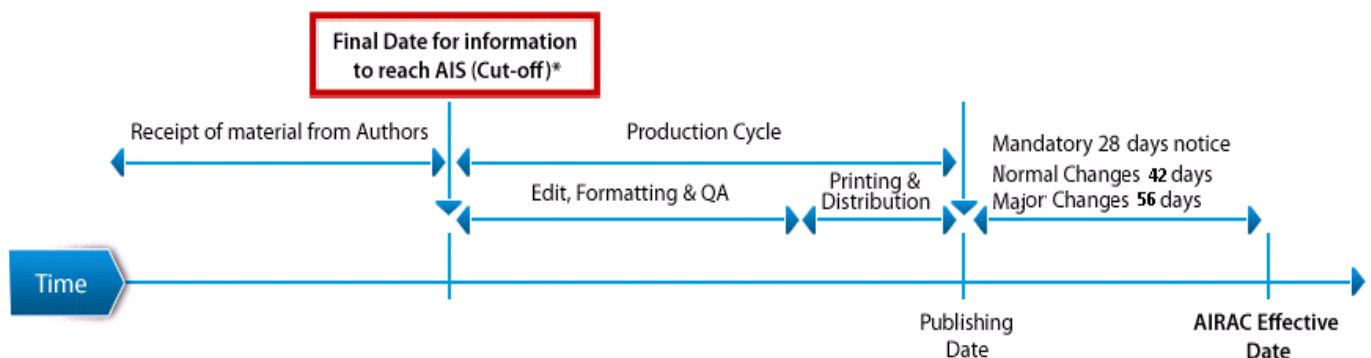 Final Date for information
to reach AIS (Cut-off)*
Receipt of material from Authors
Production Cycle
Mandatory 28 days notice
Normal Changes 42 days
Major Changes 56 days
Edit, Formatting & QA
Printing &
Distribution
Time
Publishing
Date
AIRAC Effective
Date